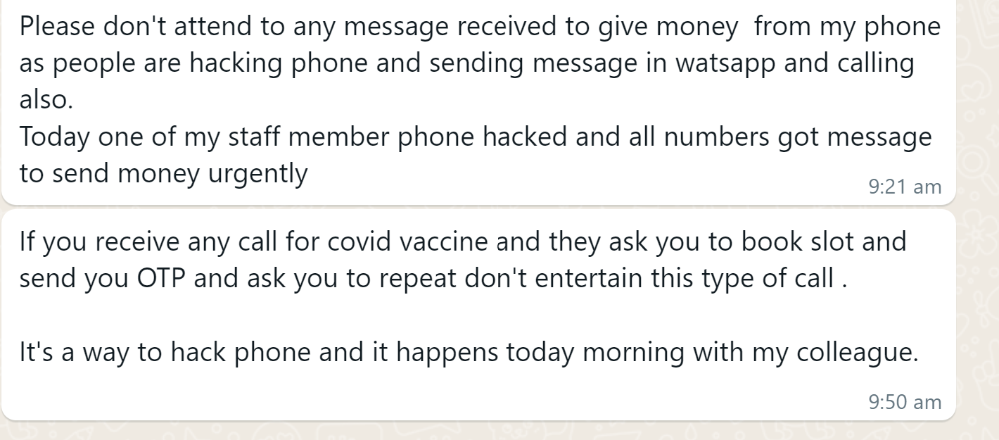 Please don't attend to any message received to give money  from my phone
as people are hacking phone and sending message in watsapp and calling
also.
Today one of my staff member phone hacked and all numbers got message
to send money urgently
9:21 am
If you receive any call for covid vaccine and they ask you to book slot and
send you OTP and ask you to repeat don't entertain this type of call .
It's a way to hack phone and it happens today morning with my colleague.
9:50 am